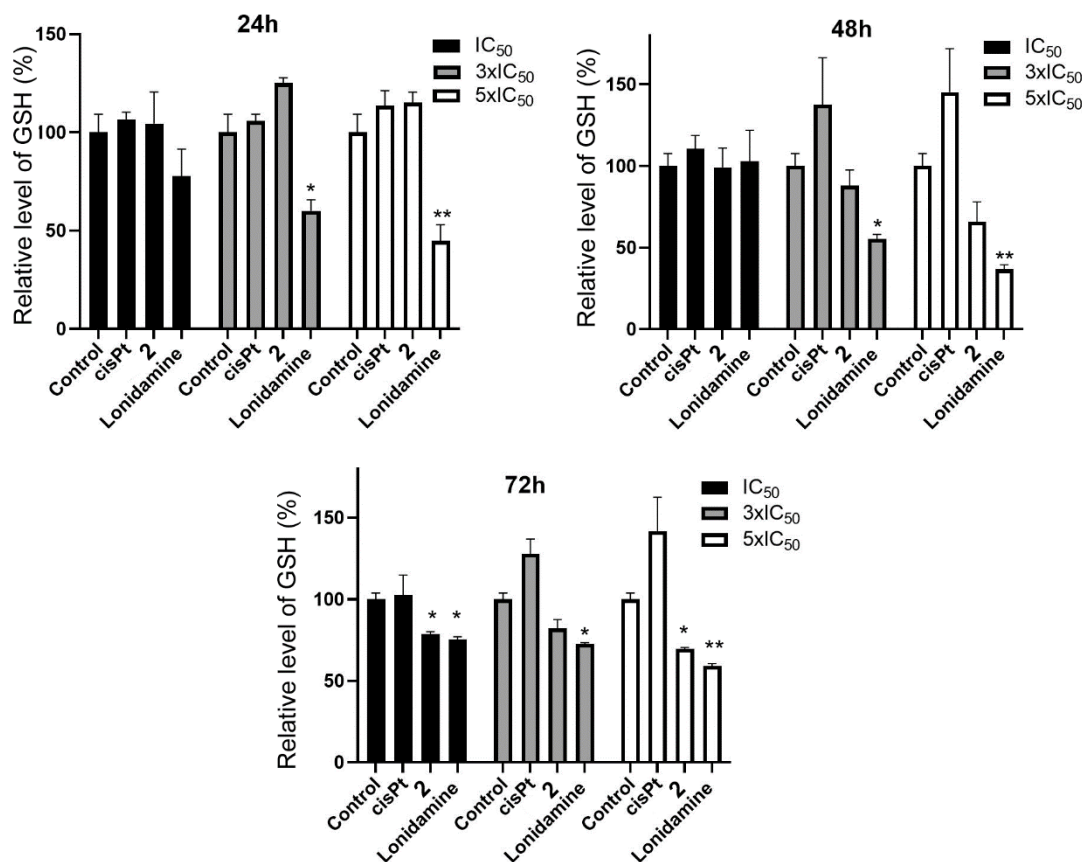 24h
Relative level of GSH (%)
100
50
0
IC50
3xIC50
5xIC50
*
**
Control
cisPt
2
Lonidamine
Control
cisPt
2
Lonidamine
Control
cisPt
2
Lonidamine
48h
Relative level of GSH (%)
150
100
50
0
IC50
3xIC50
5xIC50
*
**
Control
cisPt
2
Lonidamine
Control
cisPt
2
Lonidamine
Control
cisPt
2
Lonidamine
72h
Relative level of GSH (%)
150
100
50
0
IC50
3xIC50
5xIC50
* * * * **
Control
cisPt
2
Lonidamine
Control
cisPt
2
Lonidamine
Control
cisPt
2
Lonidamine